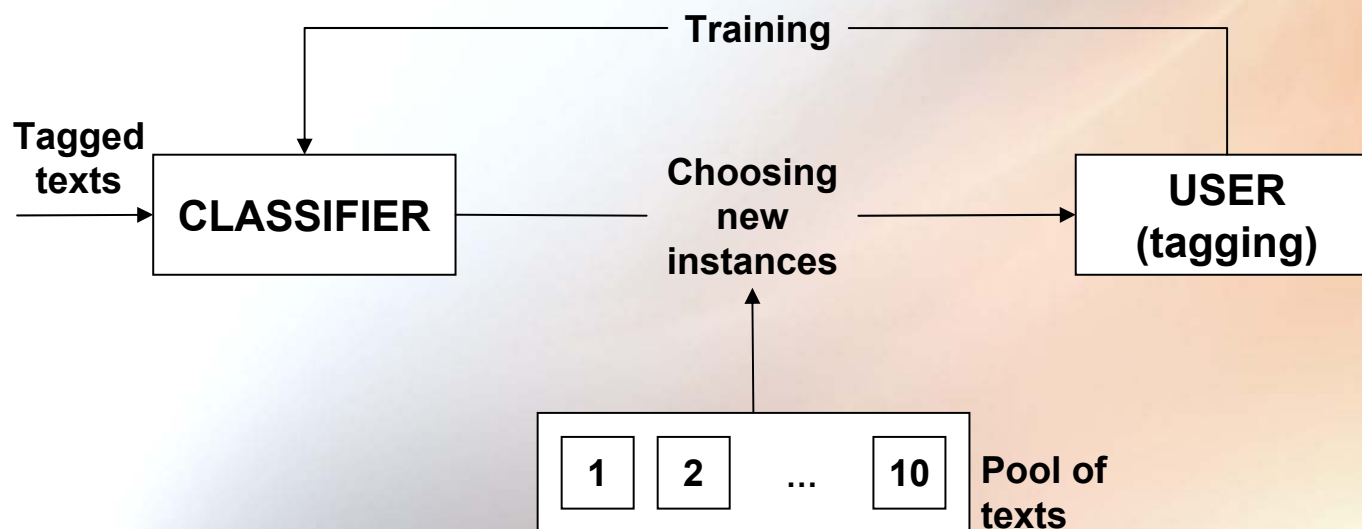 Training
Tagged
texts
CLASSIFIER
Choosing
new
instances
USER
(tagging)
1 2 ... 10
Pool of
texts